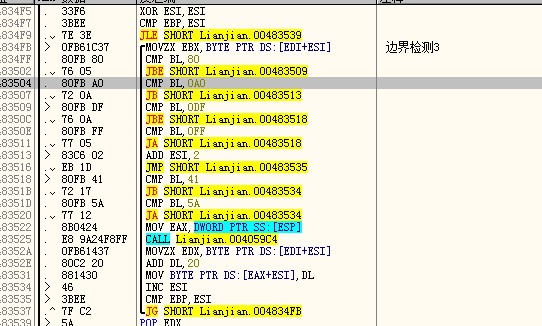 834F5 . 33F6 XOR ESI,ESI
834F7 . 3BEE CMP EBP,ESI
834F9 .⌄ 7E 3E JLE SHORT Lianjian.00483539
834FB > 0FB61C37 MOVZX EBX,BYTE PTR DS:[EDI+ESI] 边界检测3
834FF . 80FB 80 CMP BL,80
83502 .⌄ 76 05 JBE SHORT Lianjian.00483509
83504 . 80FB A0 CMP BL,0A0
83507 .⌄ 72 0A JB SHORT Lianjian.00483513
83509 > 80FB DF CMP BL,0DF
8350C .⌄ 76 0A JBE SHORT Lianjian.00483518
8350E . 80FB FF CMP BL,0FF
83511 .⌄ 77 05 JA SHORT Lianjian.00483518
83513 > 83C6 02 ADD ESI,2
83516 .⌄ EB 1D JMP SHORT Lianjian.00483535
83518 > 80FB 41 CMP BL,41
8351B .⌄ 72 17 JB SHORT Lianjian.00483534
8351D . 80FB 5A CMP BL,5A
83520 .⌄ 77 12 JA SHORT Lianjian.00483534
83522 . 8B0424 MOV EAX,DWORD PTR SS:[ESP]
83525 . E8 9A24F8FF CALL Lianjian.004059C4
8352A . 0FB61437 MOVZX EDX,BYTE PTR DS:[EDI+ESI]
8352E . 80C2 20 ADD DL,20
83531 . 881430 MOV BYTE PTR DS:[EAX+ESI],DL
83534 > 46 INC ESI
83535 > 3BEE CMP EBP,ESI
83537 .^ 7F C2 JG SHORT Lianjian.004834FB
83539 > 5A POP EDX